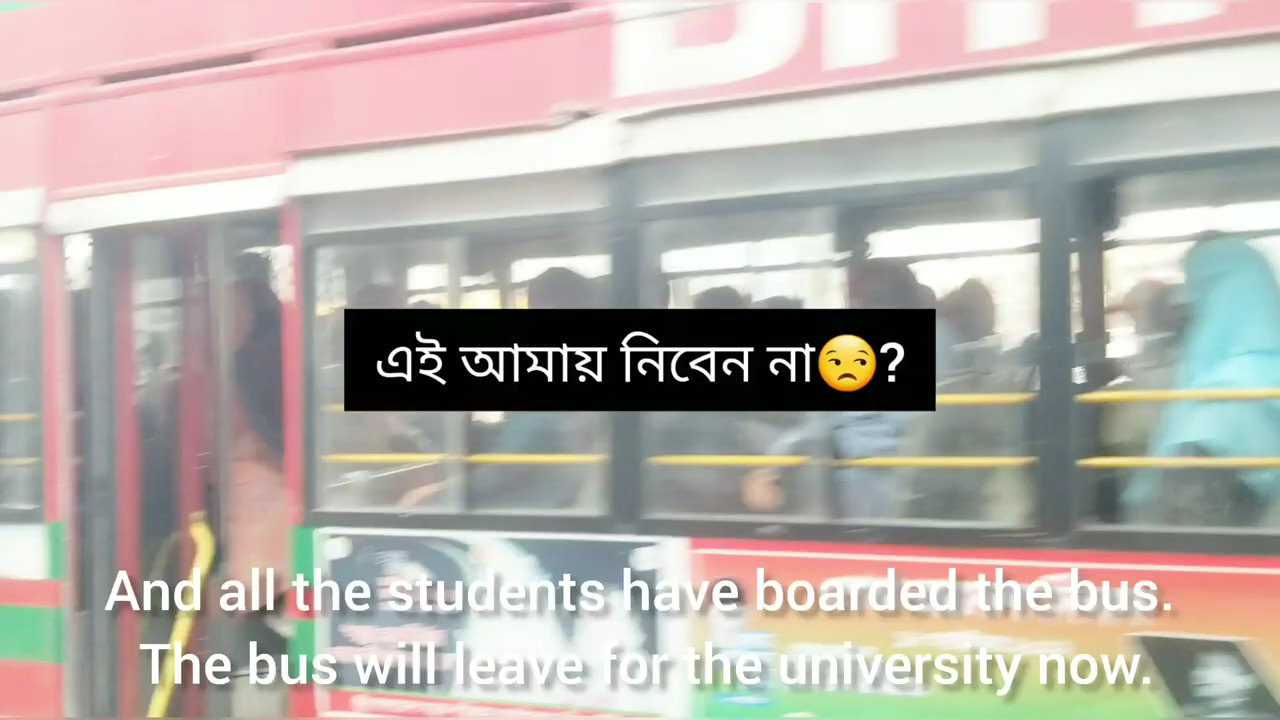 এই আমায় নিবেন না😒?
And all the students have boarded the bus.
The bus will leave for the university now.